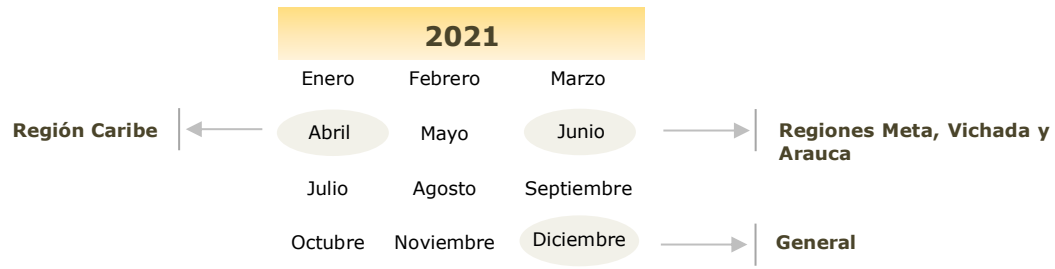 2021
Enero Febrero Marzo
Región Caribe Abril Mayo Junio Regiones Meta, Vichada y
Arauca
Julio Agosto Septiembre
Octubre Noviembre Diciembre General